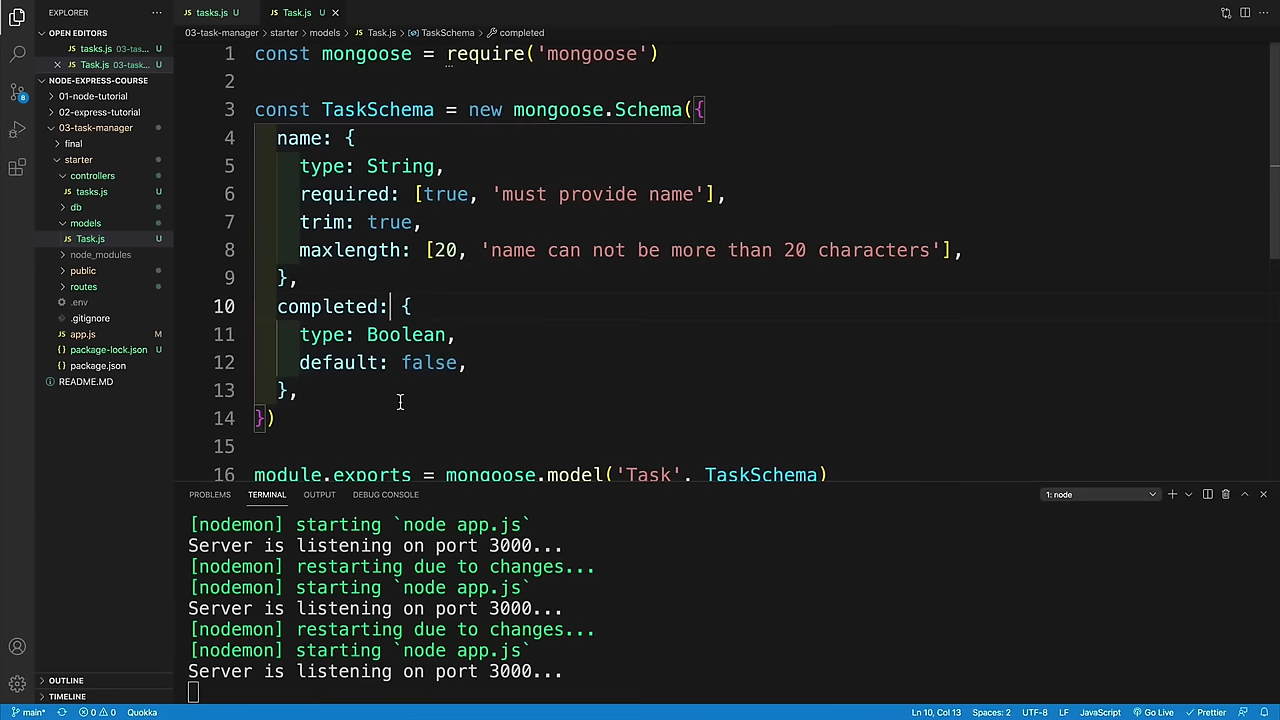 EXPLORER
tasks.js U
Task.js U
OPEN EDITORS
tasks.js 03-tas... U
Task.js 03-task... U
NODE-EXPRESS-COURSE
01-node-tutorial
02-express-tutorial
03-task-manager
final
starter
controllers
tasks.js U
db
models
Task.js U
node_modules
public
routes
.env
.gitignore
app.js M
package-lock.json U
package.json
README.MD
OUTLINE
TIMELINE
03-task-manager > starter > models > Task.js > TaskSchema > completed
1 const mongoose = require('mongoose')
2
3 const TaskSchema = new mongoose.Schema({
4 name: {
5 type: String,
6 required: [true, 'must provide name'],
7 trim: true,
8 maxlength: [20, 'name can not be more than 20 characters'],
9 },
10 completed: {
11 type: Boolean,
12 default: false,
13 },
14 })
15
16 module.exports = mongoose.model('Task', TaskSchema)
PROBLEMS TERMINAL OUTPUT DEBUG CONSOLE 1: node
[nodemon] starting `node app.js`
Server is listening on port 3000...
[nodemon] restarting due to changes...
[nodemon] starting `node app.js`
Server is listening on port 3000...
[nodemon] restarting due to changes...
[nodemon] starting `node app.js`
Server is listening on port 3000...
main* 0 0 Quokka Ln 10, Col 13 Spaces: 2 UTF-8 LF JavaScript Go Live Prettier